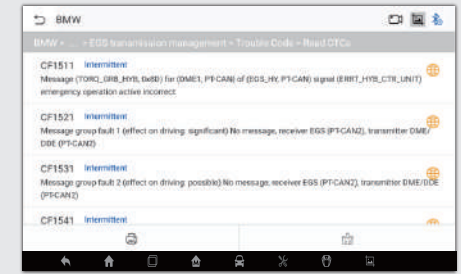 BMW
BMW > ... > EGS transmission management > Trouble Code > Read DTCs
CF1511 Intermittent
Message (TORQ_GRB_HYB, 0x8D) for (DME1, PT-CAN) of (EGS_HY, PT-CAN) signal (ERRT_HYB_CTR_UNIT)
emergency operation active incorrect
CF1521 Intermittent
Message group fault 1 (effect on driving: significant) No message, receiver EGS (PT-CAN2), transmitter DME/
DDE (PT-CAN2)
CF1531 Intermittent
Message group fault 2 (effect on driving: possible) No message, receiver EGS (PT-CAN2), transmitter DME/DDE
(PT-CAN2)
CF1541 Intermittent